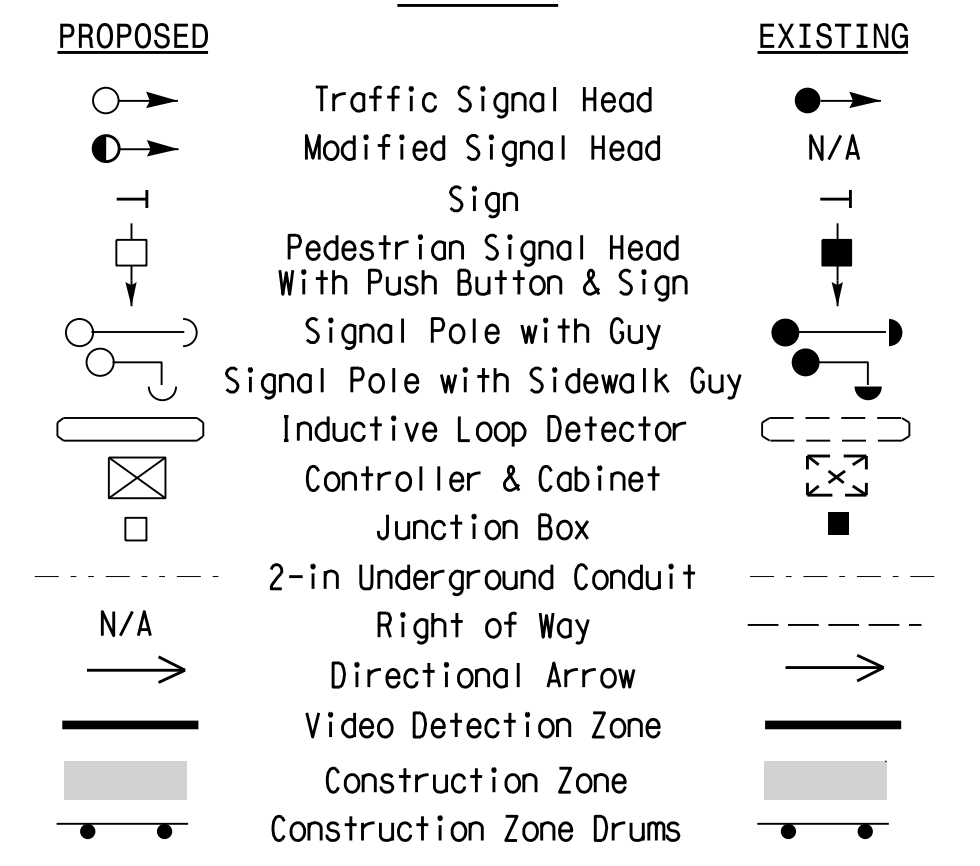 PROPOSED EXISTING
Traffic Signal Head
Modified Signal Head N/A
Sign
Pedestrian Signal Head
With Push Button & Sign
Signal Pole with Guy
Signal Pole with Sidewalk Guy
Inductive Loop Detector
Controller & Cabinet
Junction Box
2-in Underground Conduit
N/A Right of Way
Directional Arrow
Video Detection Zone
Construction Zone
Construction Zone Drums